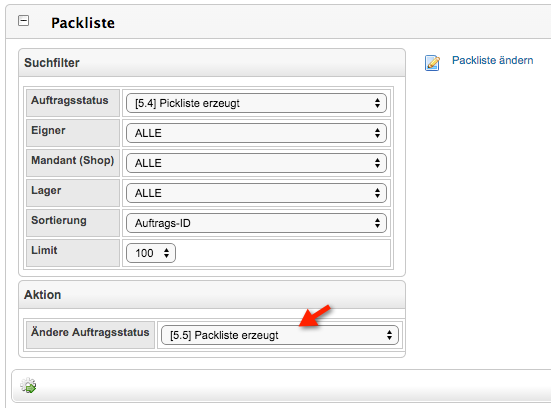 Packliste
Suchfilter
Packliste ändern
Auftragsstatus [5.4] Pickliste erzeugt
Eigner ALLE
Mandant (Shop) ALLE
Lager ALLE
Sortierung Auftrags-ID
Limit 100
Aktion
Ändere Auftragsstatus [5.5] Packliste erzeugt